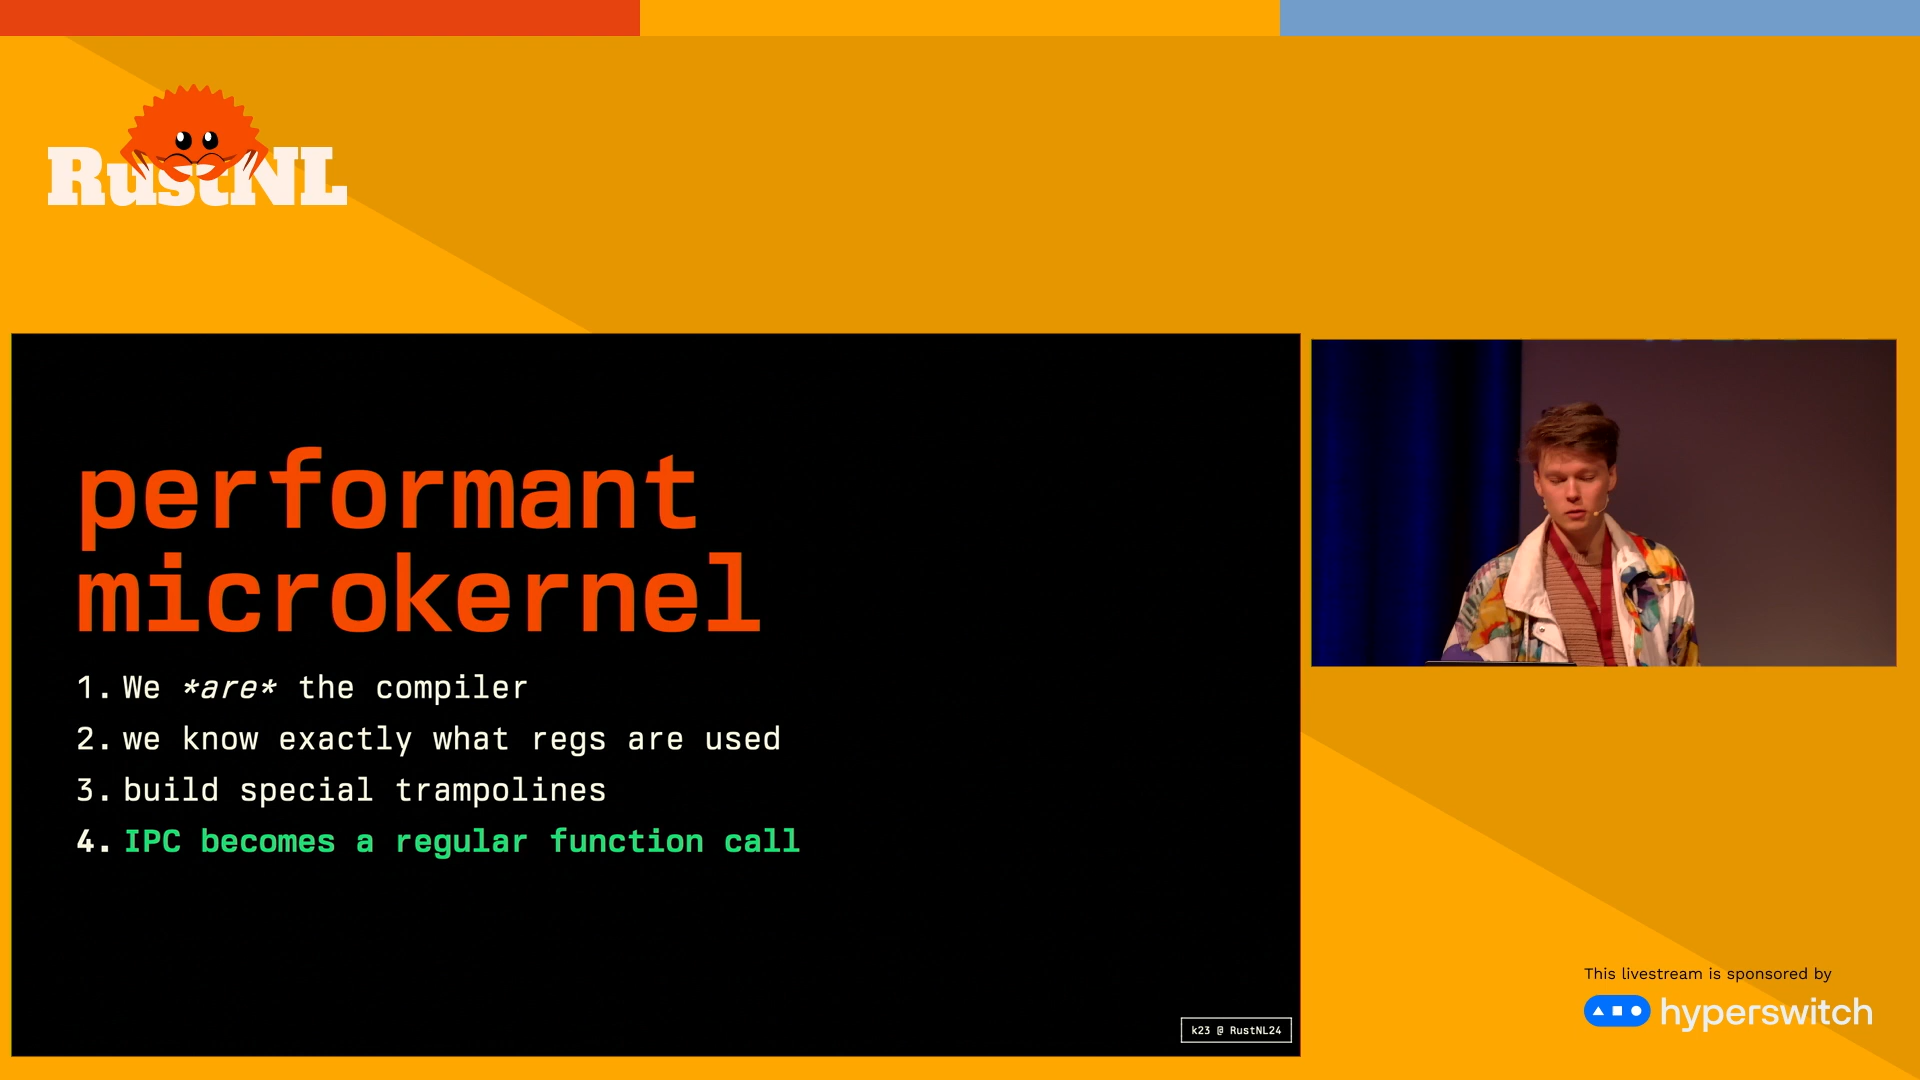 RustNL
performant
microkernel
1. We *are* the compiler
2. we know exactly what regs are used
3. build special trampolines
4. IPC becomes a regular function call
k23 @ RustNL24
This livestream is sponsored by
hyperswitch